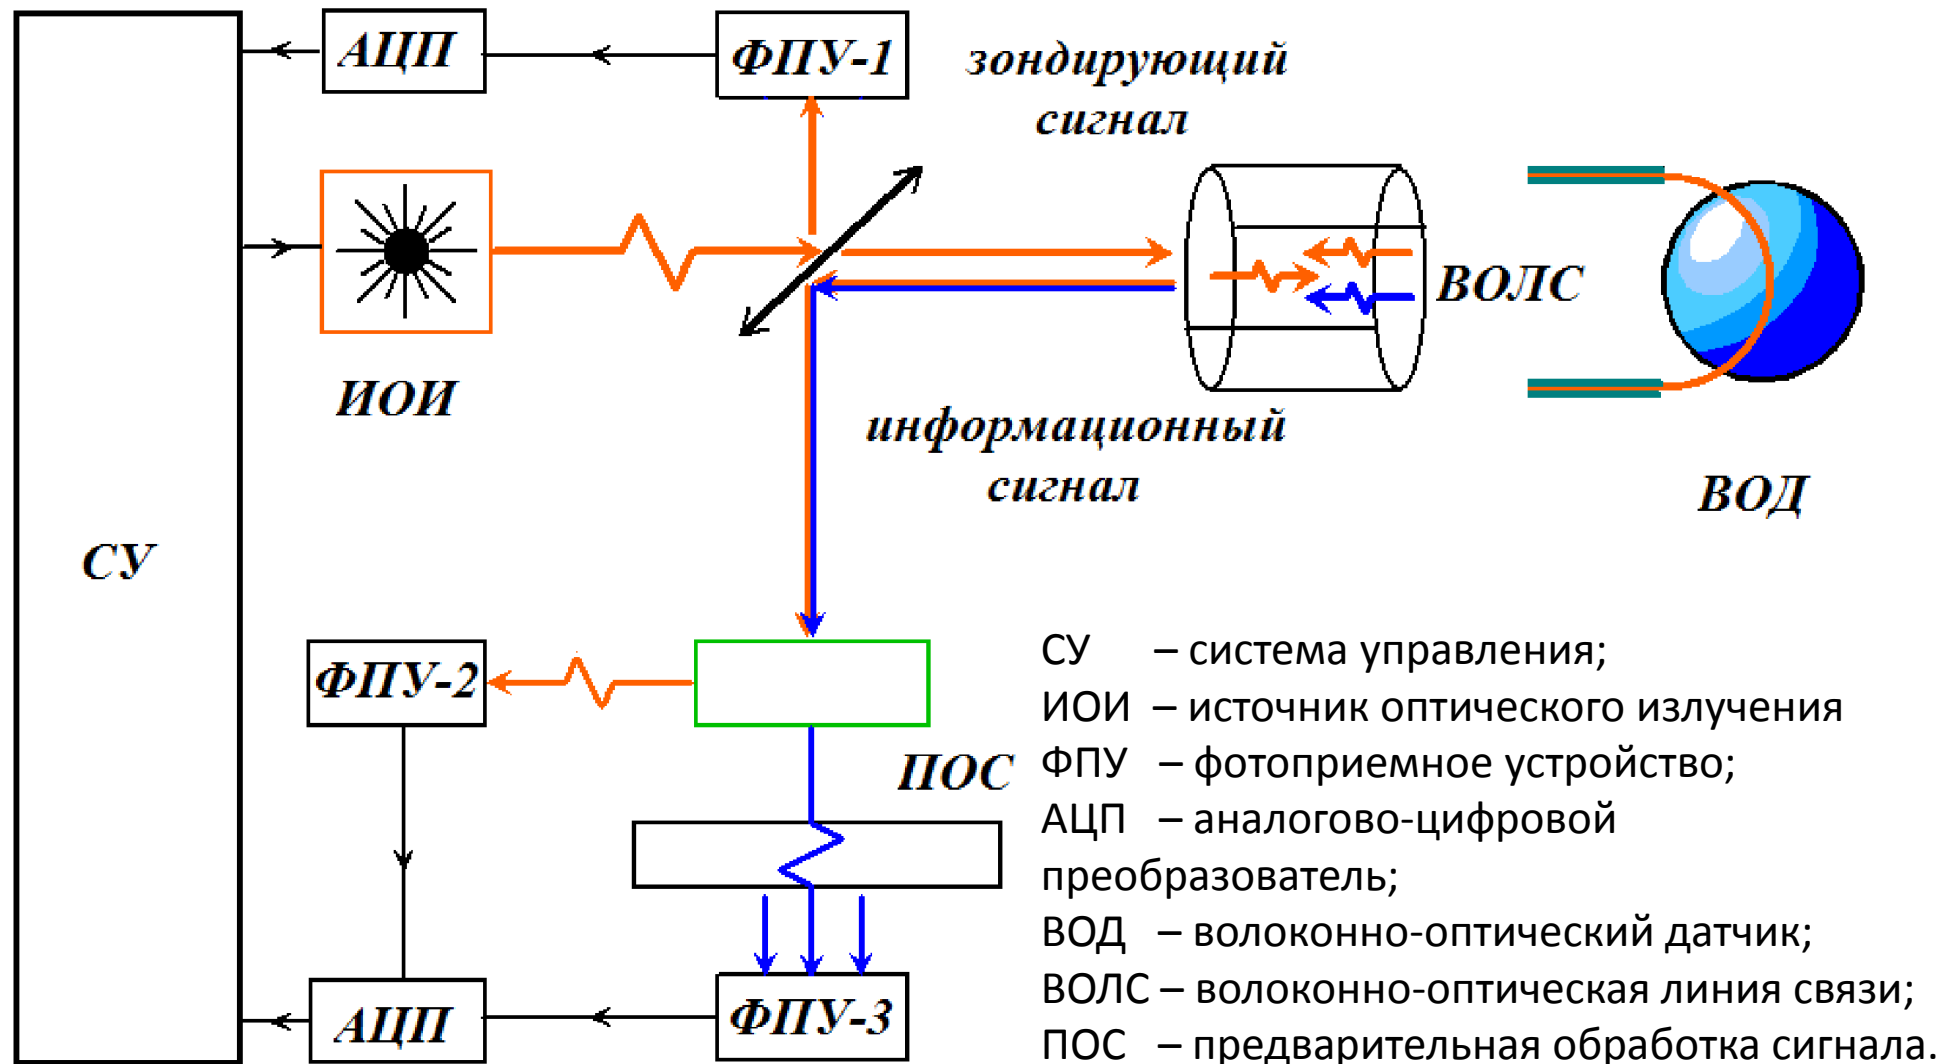 АЦП
ФПУ-1
зондирующий
сигнал
ВОЛС
ИОИ
информационный
сигнал
ВОД
СУ
ФПУ-2
ПОС
АЦП
ФПУ-3
СУ – система управления;
ИОИ – источник оптического излучения
ФПУ – фотоприемное устройство;
АЦП – аналогово-цифровой
преобразователь;
ВОД – волоконно-оптический датчик;
ВОЛС – волоконно-оптическая линия связи;
ПОС – предварительная обработка сигнала.